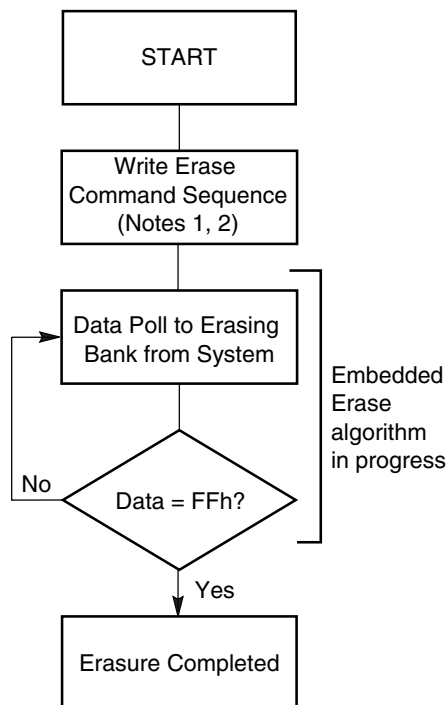 START
Write Erase
Command Sequence
(Notes 1, 2)
Data Poll to Erasing
Bank from System
Embedded
Erase
algorithm
in progress
No
Data = FFh?
Yes
Erasure Completed